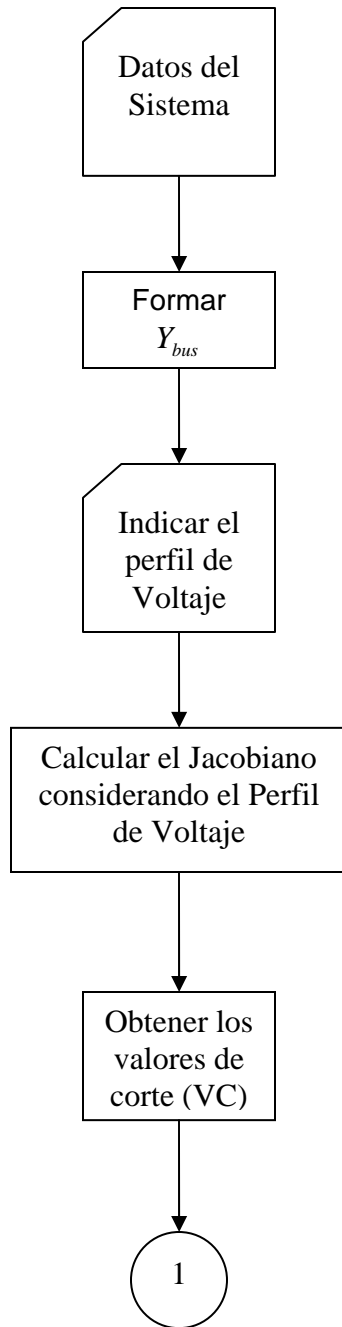 Datos del
Sistema
Formar
Y_bus
Indicar el
perfil de
Voltaje
Calcular el Jacobiano
considerando el Perfil
de Voltaje
Obtener los
valores de
corte (VC)
1